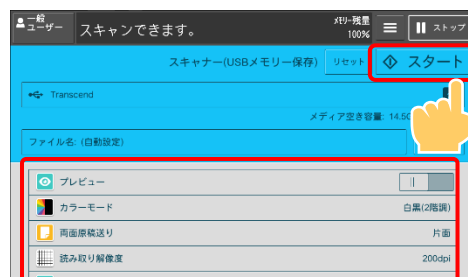 一般
ユーザー
スキャンできます。
メモリー残量
100%
ストップ
スキャナー(USBメモリー保存)
リセット
スタート
Transcend
メディア空き容量: 14.50
ファイル名: (自動設定)
プレビュー
カラーモード
白黒(2階調)
両面原稿送り
片面
読み取り解像度
200dpi